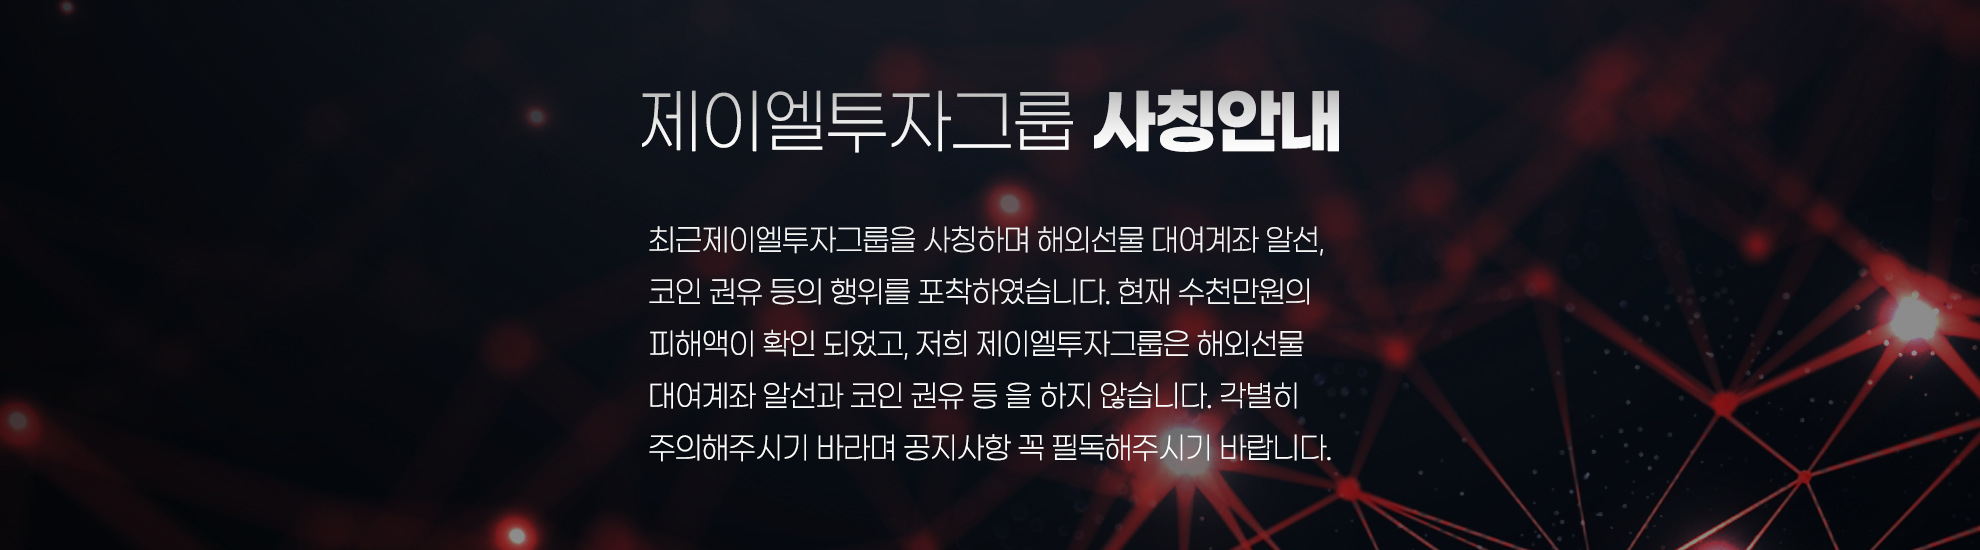 제이엘투자그룹 사칭안내
최근제이엘투자그룹을 사칭하며 해외선물 대여계좌 알선,
코인 권유 등의 행위를 포착하였습니다. 현재 수천만원의
피해액이 확인 되었고, 저희 제이엘투자그룹은 해외선물
대여계좌 알선과 코인 권유 등 을 하지 않습니다. 각별히
주의해주시기 바라며 공지사항 꼭 필독해주시기 바랍니다.